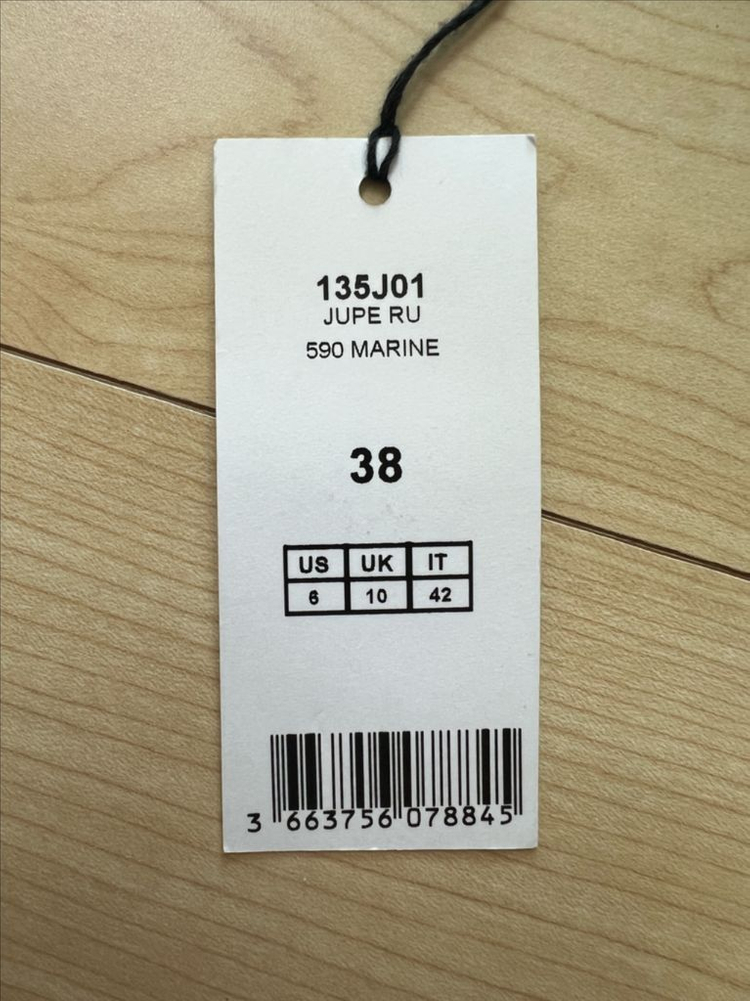 135J01
JUPE RU
590 MARINE
38
US UK IT
6 10 42
3 663756 078845